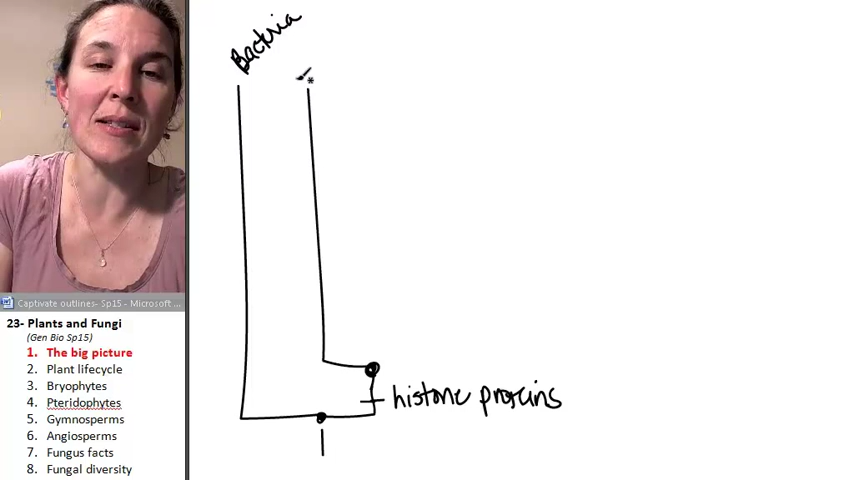 Bacteria
histone proteins
Captivate outlines- Sp15 - Microsoft ...
23- Plants and Fungi
(Gen Bio Sp15)
1. The big picture
2. Plant lifecycle
3. Bryophytes
4. Pteridophytes
5. Gymnosperms
6. Angiosperms
7. Fungus facts
8. Fungal diversity